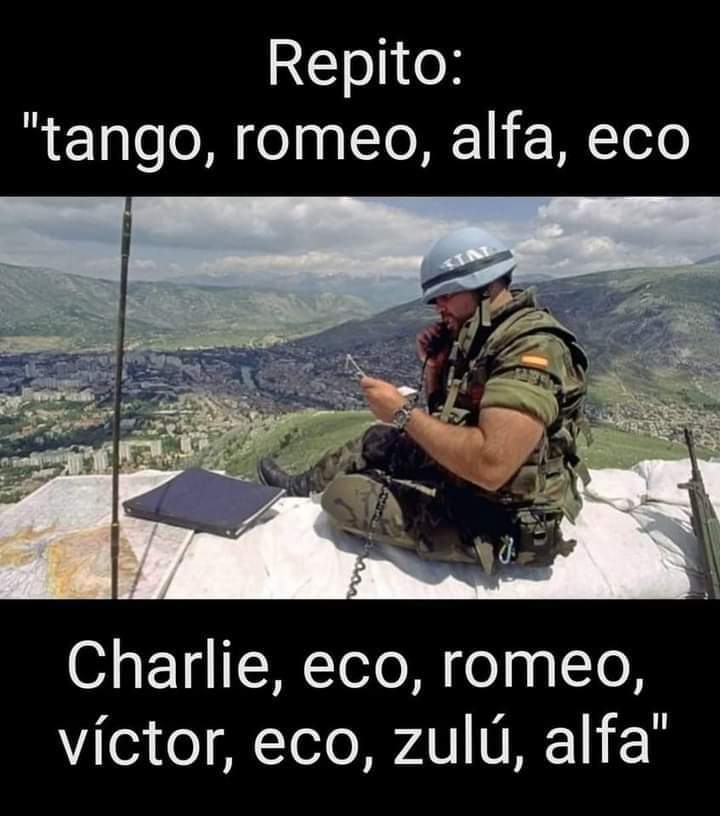 Repito:
"tango, romeo, alfa, eco
Charlie, eco, romeo,
víctor, eco, zulú, alfa"